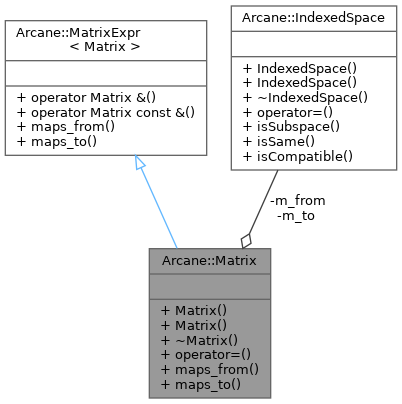 Arcane::MatrixExpr
< Matrix >
+ operator Matrix &()
+ operator Matrix const &()
+ maps_from()
+ maps_to()
Arcane::IndexedSpace
+ IndexedSpace()
+ IndexedSpace()
+ ~IndexedSpace()
+ operator=()
+ isSubspace()
+ isSame()
+ isCompatible()
-m_from
-m_to
Arcane::Matrix
+ Matrix()
+ Matrix()
+ ~Matrix()
+ operator=()
+ maps_from()
+ maps_to()